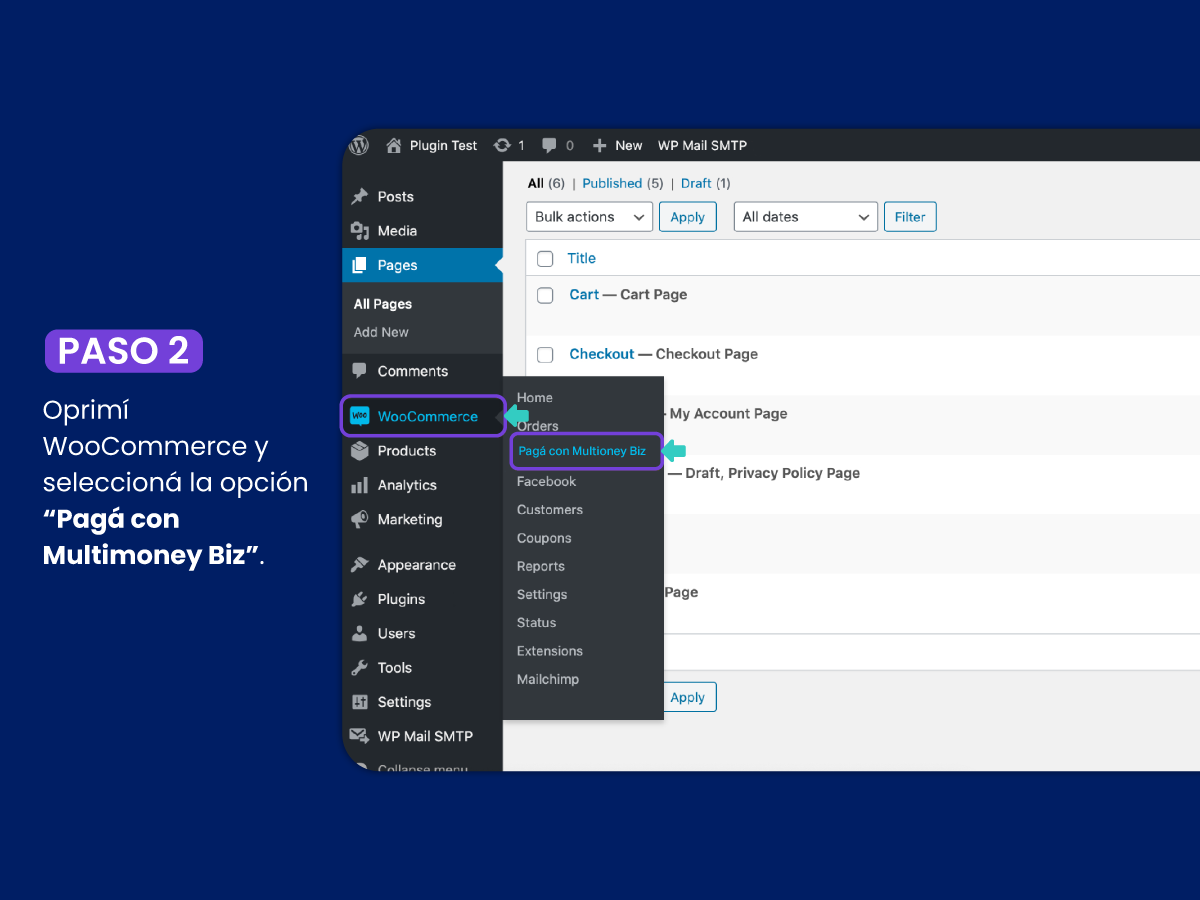 PASO 2
Oprimí
WooCommerce y
seleccioná la opción
“Pagá con
Multimoney Biz”.
Plugin Test 1 0 New WP Mail SMTP
Posts
Media
Pages
All Pages
Add New
Comments
WooCommerce
Products
Analytics
Marketing
Appearance
Plugins
Users
Tools
Settings
WP Mail SMTP
Collapse menu
Home
Orders
Pagá con Multioney Biz
Facebook
Customers
Coupons
Reports
Settings
Status
Extensions
Mailchimp
All (6) | Published (5) | Draft (1)
Bulk actions Apply All dates Filter
Title
Cart — Cart Page
Checkout — Checkout Page
- My Account Page
— Draft, Privacy Policy Page
Page
Apply